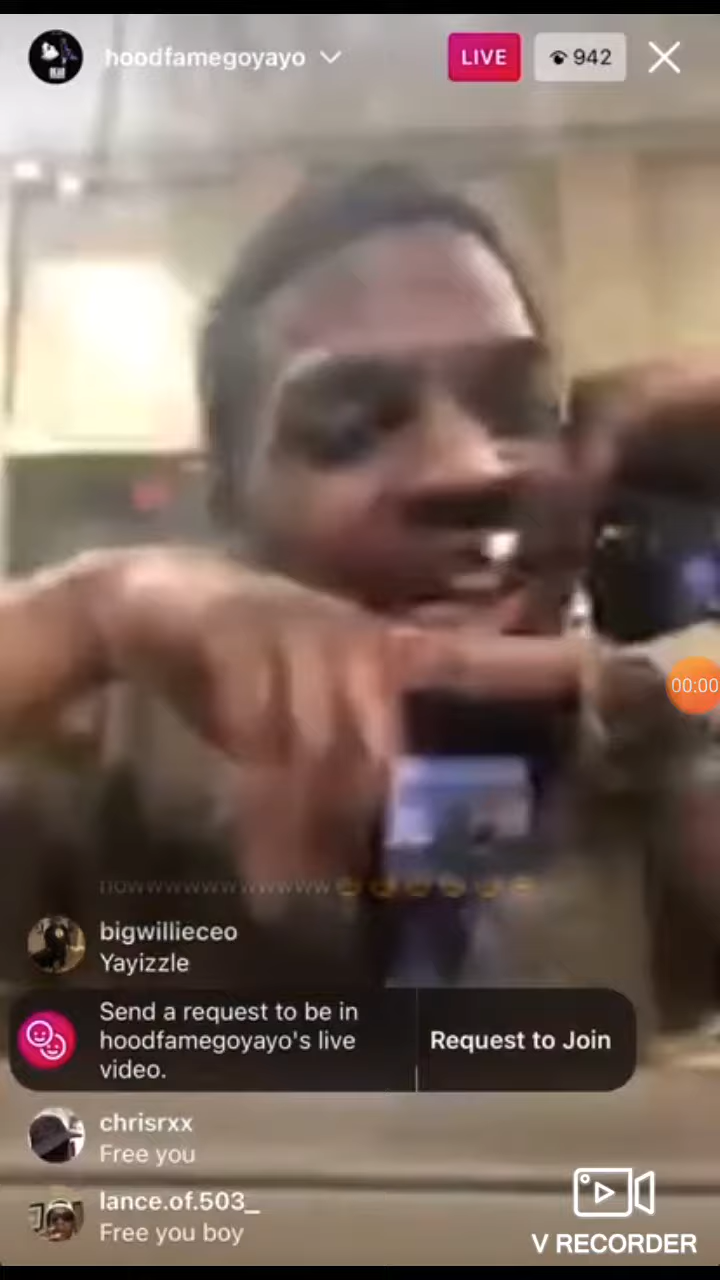 hoodfamegoyayo
LIVE
942
00:00
nowwwwwwwwwww
bigwillieceo
Yayizzle
Send a request to be in
hoodfamegoyayo's live
video.
Request to Join
chrisrxx
Free you
lance.of.503_
Free you boy
V RECORDER